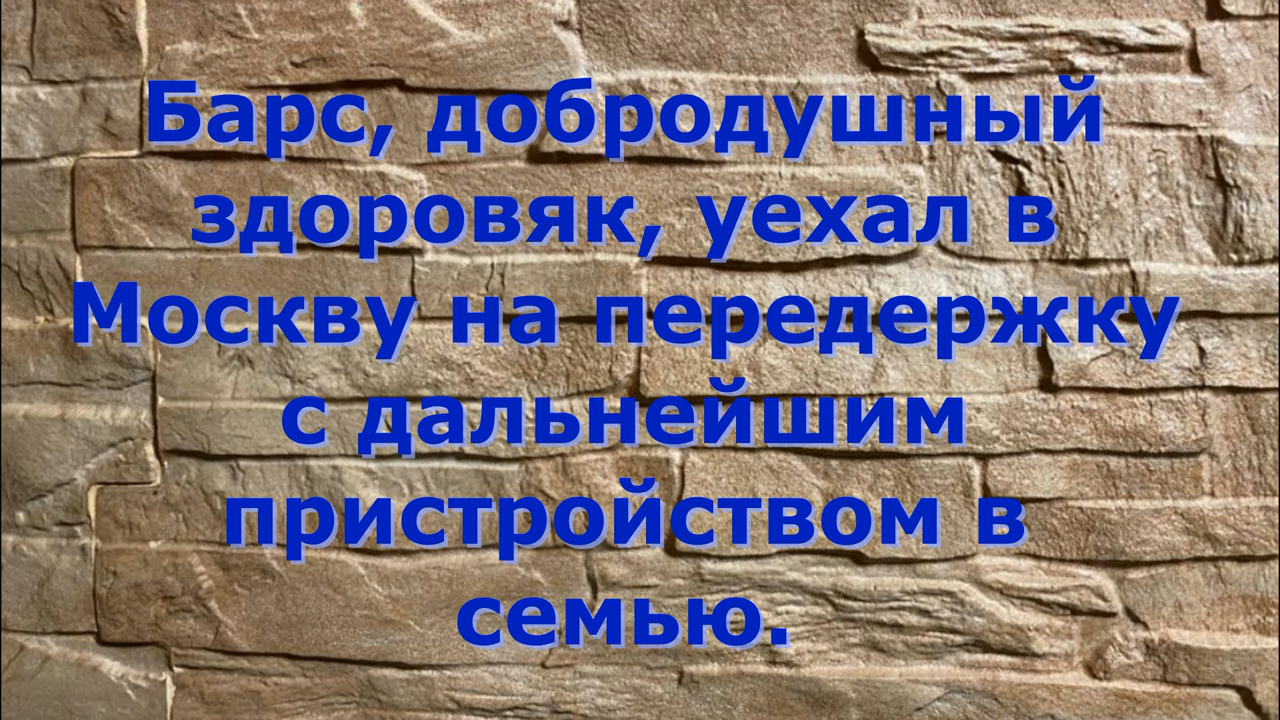 Барс, добродушный
здоровяк, уехал в
Москву на передержку
с дальнейшим
пристройством в
семью.